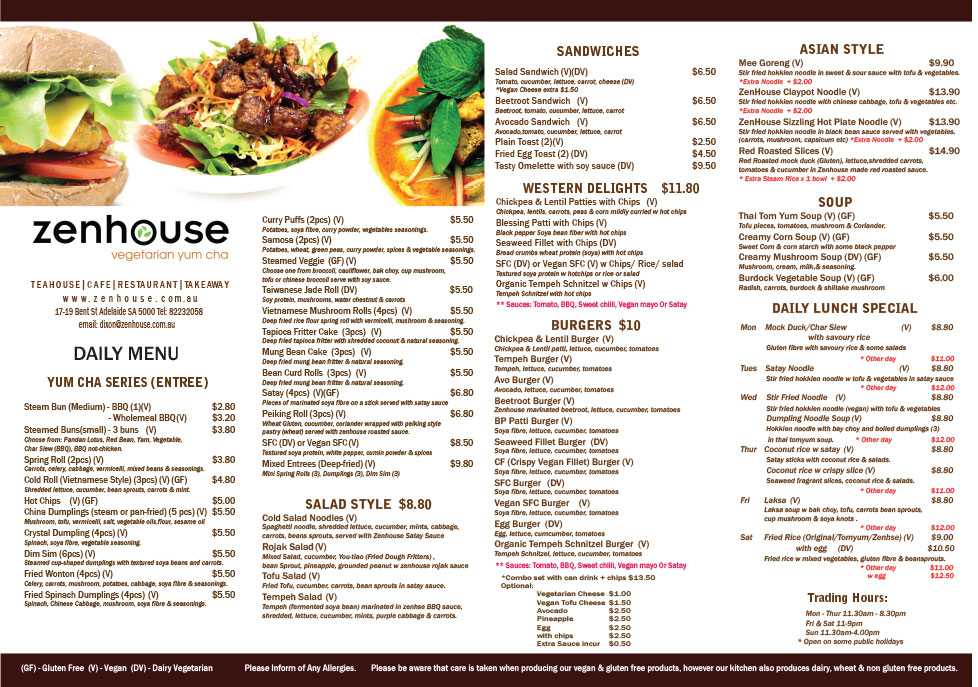 zenhouse
vegetarian yum cha
TEAHOUSE | CAFE | RESTAURANT | TAKEAWAY
www.zenhouse.com.au
17-19 Bent St Adelaide SA 5000 Tel: 82232058
email: dixon@zenhouse.com.au
DAILY MENU
YUM CHA SERIES (ENTREE)
Steam Bun (Medium) - BBQ (1)(V) $2.80
- Wholemeal BBQ(V) $3.20
Steamed Buns(small) - 3 buns (V) $3.80
Choose from: Pandan Lotus, Red Bean, Yam, Vegetable,
Char Siew (BBQ), BBQ not-chicken.
Spring Roll (2pcs) (V) $3.80
Carrots, celery, cabbage, vermicelli, mixed beans & seasonings.
Cold Roll (Vietnamese Style) (3pcs) (V) (GF) $4.80
Shredded lettuce, cucumber, bean sprouts, carrots & mint.
Hot Chips (V) (GF) $5.00
China Dumplings (steam or pan-fried) (5 pcs) (V) $5.50
Mushroom, tofu, vermicelli, salt, vegetable oils,flour, sesame oil
Crystal Dumpling (4pcs) (V) $5.50
Spinach, soya fibre, vegetable seasoning.
Dim Sim (6pcs) (V) $5.50
Steamed cup-shaped dumplings with textured soya beans and carrots.
Fried Wonton (4pcs) (V) $5.50
Celery, carrots, mushroom, potatoes, cabbage, soya fibre & seasonings.
Fried Spinach Dumplings (4pcs) (V) $5.50
Spinach, Chinese Cabbage, mushroom, soya fibre & seasonings.
Curry Puffs (2pcs) (V) $5.50
Potatoes, soya fibre, curry powder, vegetables seasonings.
Samosa (2pcs) (V) $5.50
Potatoes, wheat, green peas, curry powder, spices & vegetable seasonings.
Steamed Veggie (GF) (V) $5.50
Choose one from broccoli, cauliflower, bak choy, cup mushroom,
tofu or chinese broccoli serve with soy sauce.
Taiwanese Jade Roll (DV) $5.50
Soy protein, mushrooms, water chestnut & carrots
Vietnamese Mushroom Rolls (4pcs) (V) $5.50
Deep fried rice flour spring roll with vermicelli, mushroom & seasoning.
Tapioca Fritter Cake (3pcs) (V) $5.50
Deep fried tapioca fritter with shredded coconut & natural seasoning.
Mung Bean Cake (3pcs) (V) $5.50
Deep fried mung bean fritter & natural seasoning.
Bean Curd Rolls (3pcs) (V) $5.50
Deep fried mung bean fritter & natural seasoning.
Satay (4pcs) (V)(GF) $6.80
Pieces of marinated soya fibre on a stick served with satay sauce
Peiking Roll (3pcs) (V) $6.80
Wheat Gluten, cucumber, coriander wrapped with peiking style
pastry (wheat) served with zenhouse roasted sauce.
SFC (DV) or Vegan SFC(V) $8.50
Textured soya protein, white pepper, cumin powder & spices
Mixed Entrees (Deep-fried) (V) $9.80
Mini Spring Rolls (3), Dumplings (3), Dim Sim (3)
SALAD STYLE $8.80
Cold Salad Noodles (V)
Spaghetti noodle, shredded lettuce, cucumber, mints, cabbage,
carrots, beans sprouts, served with Zenhouse Satay Sauce
Rojak Salad (V)
Mixed Salad, cucumber, You-tiao (Fried Dough Fritters) ,
bean Sprout, pineapple, grounded peanut w zenhouse rojak sauce
Tofu Salad (V)
Fried Tofu, cucumber, carrots, bean sprouts in satay sauce.
Tempeh Salad (V)
Tempeh (fermented soya bean) marinated in zenhse BBQ sauce,
shredded, lettuce, cucumber, mints, purple cabbage & carrots.
SANDWICHES
Salad Sandwich (V)(DV) $6.50
Tomato, cucumber, lettuce, carrot, cheese (DV)
*Vegan Cheese extra $1.50
Beetroot Sandwich (V) $6.50
Beetroot, tomato, cucumber, lettuce, carrot
Avocado Sandwich (V) $6.50
Avocado,tomato, cucumber, lettuce, carrot
Plain Toast (2)(V) $2.50
Fried Egg Toast (2) (DV) $4.50
Tasty Omelette with soy sauce (DV) $9.50
WESTERN DELIGHTS $11.80
Chickpea & Lentil Patties with Chips (V)
Chickpea, lentils, carrots, peas & corn mildly curried w hot chips
Blessing Patti with Chips (V)
Black pepper Soya bean fiber with hot chips
Seaweed Fillet with Chips (DV)
Bread crumbs wheat protein (soya) with hot chips
SFC (DV) or Vegan SFC (V) w Chips/ Rice/ salad
Textured soya protein w hotchips or rice or salad
Organic Tempeh Schnitzel w Chips (V)
Tempeh Schnitzel with hot chips
** Sauces: Tomato, BBQ, Sweet chilli, Vegan mayo Or Satay
BURGERS $10
Chickpea & Lentil Burger (V)
Chickpea & Lentil patti, lettuce, cucumber, tomatoes
Tempeh Burger (V)
Tempeh, lettuce, cucumber, tomatoes
Avo Burger (V)
Avocado, lettuce, cucumber, tomatoes
Beetroot Burger (V)
Zenhouse marinated beetroot, lettuce, cucumber, tomatoes
BP Patti Burger (V)
Soya fibre, lettuce, cucumber, tomatoes
Seaweed Fillet Burger (DV)
Soya fibre, lettuce, cucumber, tomatoes
CF (Crispy Vegan Fillet) Burger (V)
Soya fibre, lettuce, cucumber, tomatoes
SFC Burger (DV)
Soya fibre, lettuce, cucumber, tomatoes
Vegan SFC Burger (V)
Soya fibre, lettuce, cucumber, tomatoes
Egg Burger (DV)
Egg, lettuce, cumcumber, tomatoes
Organic Tempeh Schnitzel Burger (V)
Tempeh Schnitzel, lettuce, cucumber, tomatoes
** Sauces: Tomato, BBQ, Sweet chilli, Vegan mayo Or Satay
*Combo set with can drink + chips $13.50
Optional:
Vegetarian Cheese $1.00
Vegan Tofu Cheese $1.50
Avocado $2.50
Pineapple $2.50
Egg $2.50
with chips $2.50
Extra Sauce incur $0.50
ASIAN STYLE
Mee Goreng (V) $9.90
Stir fried hokkien noodle in sweet & sour sauce with tofu & vegetables.
*Extra Noodle + $2.00
ZenHouse Claypot Noodle (V) $13.90
Stir fried hokkien noodle with chinese cabbage, tofu & vegetables etc.
*Extra Noodle + $2.00
ZenHouse Sizzling Hot Plate Noodle (V) $13.90
Stir fried hokkien noodle in black bean sauce served with vegetables.
(carrots, mushroom, capsicum etc) *Extra Noodle + $2.00
Red Roasted Slices (V) $14.90
Red Roasted mock duck (Gluten), lettuce,shredded carrots,
tomatoes & cucumber in Zenhouse made red roasted sauce.
* Extra Steam Rice x 1 bowl + $2.00
SOUP
Thai Tom Yum Soup (V) (GF) $5.50
Tofu pieces, tomatoes, mushroom & Coriander.
Creamy Corn Soup (V) (GF) $5.50
Sweet Corn & corn starch with some black pepper
Creamy Mushroom Soup (DV) (GF) $5.50
Mushroom, cream, milk,& seasoning.
Burdock Vegetable Soup (V) (GF) $6.00
Radish, carrots, burdock & shiitake mushroom
DAILY LUNCH SPECIAL
Mon Mock Duck/Char Siew (V) $8.80
with savoury rice
Gluten fibre with savoury rice & some salads
* Other day $11.00
Tues Satay Noodle (V) $8.80
Stir fried hokkien noodle w tofu & vegetables in satay sauce
* Other day $12.00
Wed Stir Fried Noodle (V) $8.80
Stir fried hokkien noodle (vegan) with tofu & vegetables
Dumpling Noodle Soup (V) $8.80
Hokkien noodle with bay choy and boiled dumplings (3)
in thai tomyum soup. * Other day $12.00
Thur Coconut rice w satay (V) $8.80
Satay sticks with coconut rice & salads.
Coconut rice w crispy slice (V) $8.80
Seaweed fragrant slices, coconut rice & salads.
* Other day $11.00
Fri Laksa (V) $8.80
Laksa soup w bak choy, tofu, carrots bean sprouts,
cup mushroom & soya knots .
* Other day $12.00
Sat Fried Rice (Original/Tomyum/Zenhse) (V) $9.00
with egg (DV) $10.50
Fried rice w mixed vegetables, gluten fibre & beansprouts.
* Other day $11.00
w egg $12.50
Trading Hours:
Mon - Thur 11.30am - 8.30pm
Fri & Sat 11-9pm
Sun 11.30am-4.00pm
* Open on some public holidays
(GF) - Gluten Free (V) - Vegan (DV) - Dairy Vegetarian Please Inform of Any Allergies. Please be aware that care is taken when producing our vegan & gluten free products, however our kitchen also produces dairy, wheat & non gluten free products.